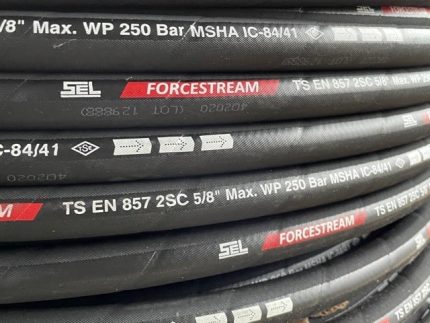 /8" Max. WP 250 Bar MSHA IC-84/41
SEL FORCESTREAM TS EN 857 2SC 5/8" Max. WP
402020 (LOT 129888)
C-84/41 TSE
402020
TS EN 857 2SC 5/8" Max. WP 250 Bar MSHA IC-84/41
SEL FORCESTREAM TS EN 857 2SC